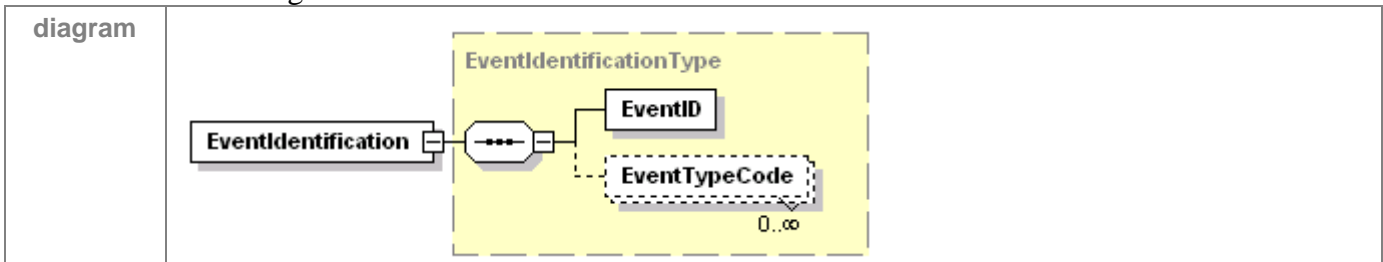 diagram
EventIdentificationType
EventID
EventIdentification
EventTypeCode
0..∞